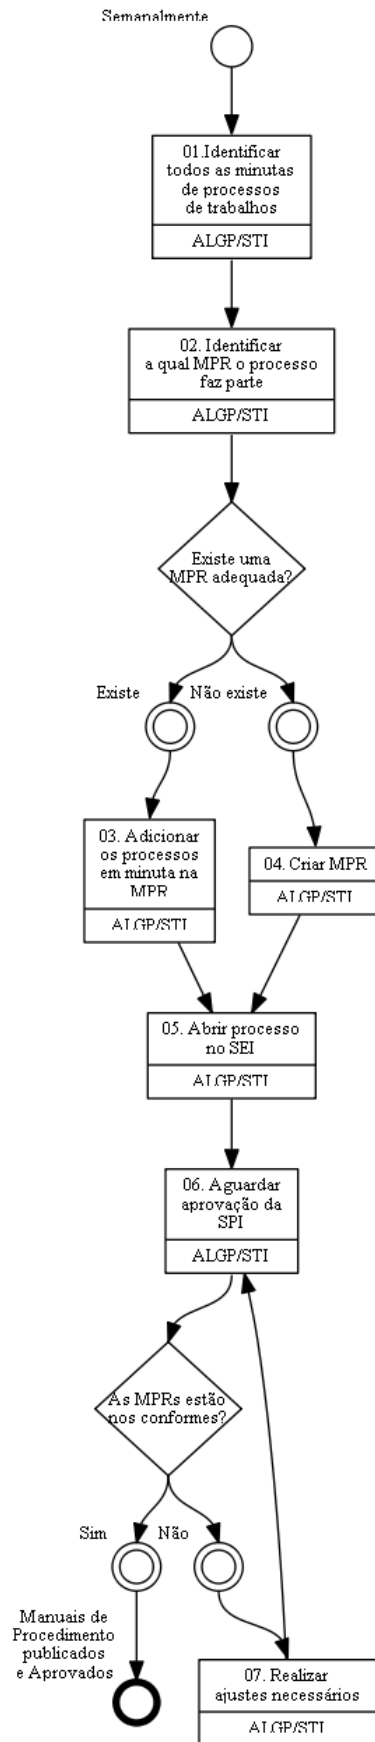 Semanalmente
01.Identificar
todos as minutas
de processos
de trabalhos
ALGP/STI
02. Identificar
a qual MPR o processo
faz parte
ALGP/STI
Existe uma
MPR adequada?
Existe
Não existe
03. Adicionar
os processos
em minuta na
MPR
ALGP/STI
04. Criar MPR
ALGP/STI
05. Abrir processo
no SEI
ALGP/STI
06. Aguardar
aprovação da
SPI
ALGP/STI
As MPRs estão
nos conformes?
Sim
Não
Manuais de
Procedimento
publicados
e Aprovados
07. Realizar
ajustes necessários
ALGP/STI